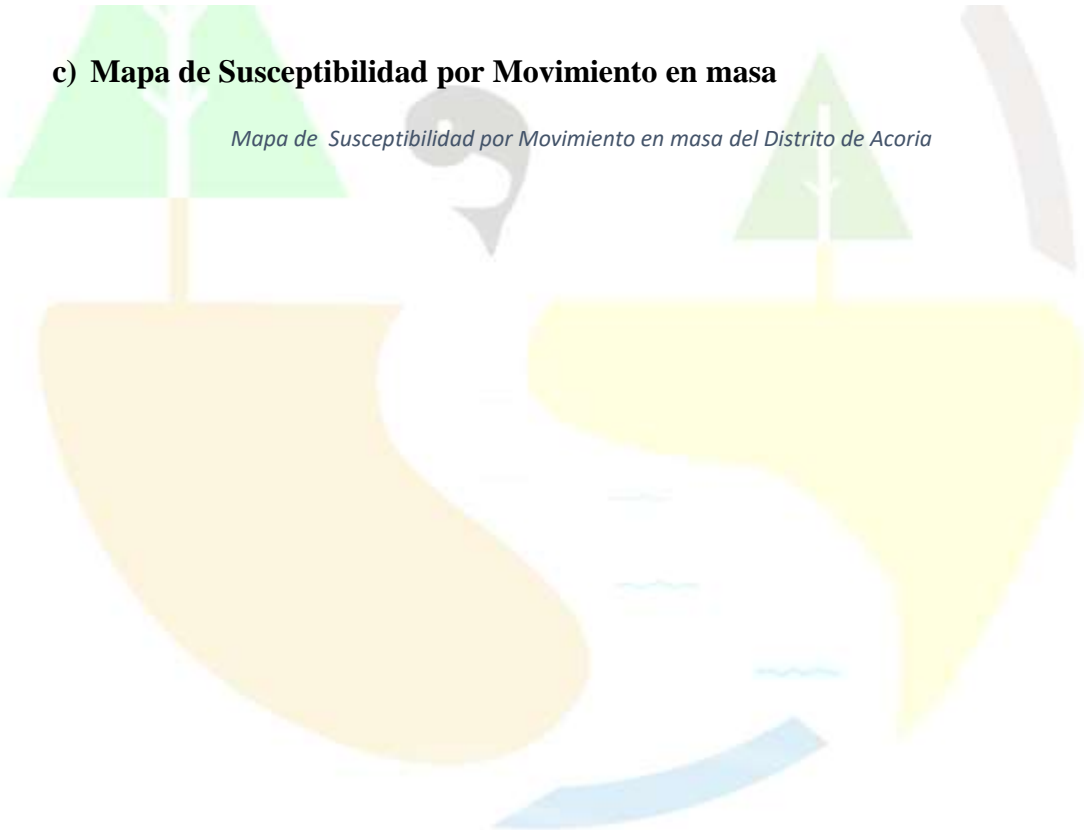 c) Mapa de Susceptibilidad por Movimiento en masa
Mapa de Susceptibilidad por Movimiento en masa del Distrito de Acoria